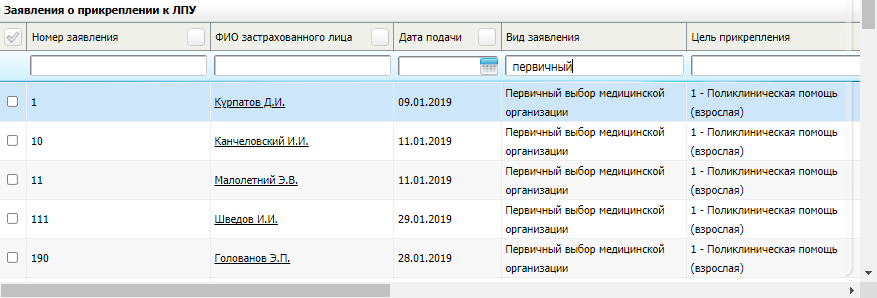 Заявления о прикреплении к ЛПУ
Номер заявления ФИО застрахованного лица Дата подачи Вид заявления Цель прикрепления
первичный
1 Курпатов Д.И. 09.01.2019 Первичный выбор медицинской 1 - Поликлиническая помощь
организации (взрослая)
10 Канчеловский И.И. 11.01.2019 Первичный выбор медицинской 1 - Поликлиническая помощь
организации (взрослая)
11 Малолетний Э.В. 11.01.2019 Первичный выбор медицинской 1 - Поликлиническая помощь
организации (взрослая)
111 Шведов И.И. 29.01.2019 Первичный выбор медицинской 1 - Поликлиническая помощь
организации (взрослая)
190 Голованов Э.П. 28.01.2019 Первичный выбор медицинской 1 - Поликлиническая помощь
организации (взрослая)